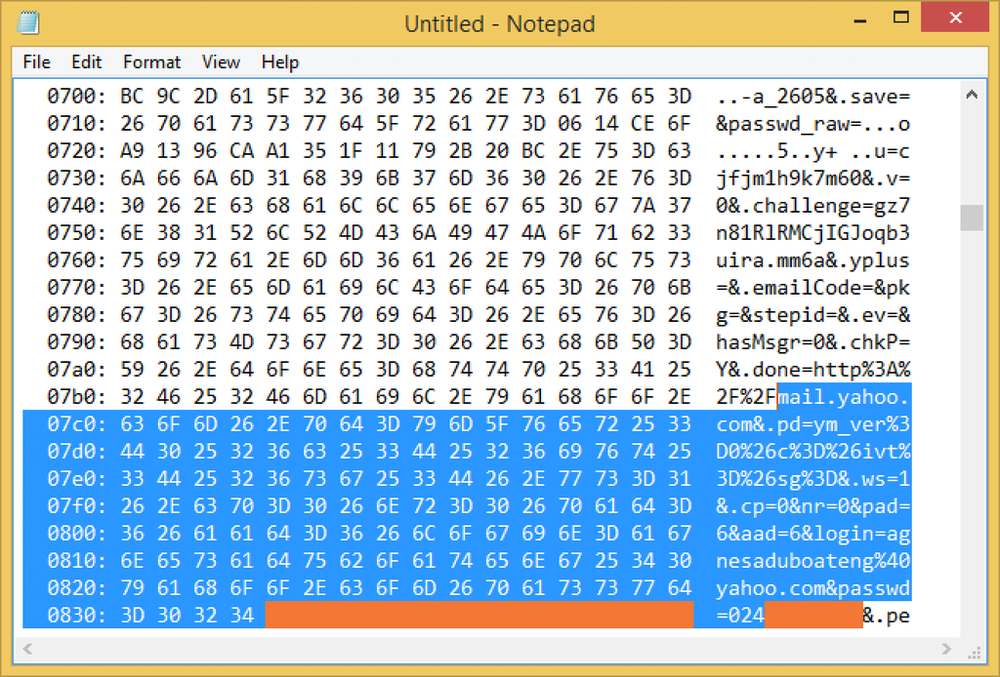 Untitled - Notepad
File Edit Format View Help
0700: BC 9C 2D 61 5F 32 36 30 35 26 2E 73 61 76 65 3D ..-a_2605&.save=
0710: 26 70 61 73 73 77 64 5F 72 61 77 3D 06 14 CE 6F &passwd_raw=...o
0720: A9 13 96 CA A1 35 1F 11 79 2B 20 BC 2E 75 3D 63 .....5..y+ ..u=c
0730: 6A 66 6A 6D 31 68 39 6B 37 6D 36 30 26 2E 76 3D jfjm1h9k7m60&.v=
0740: 30 26 2E 63 68 61 6C 6C 65 6E 67 65 3D 67 7A 37 0&.challenge=gz7
0750: 6E 38 31 52 6C 52 4D 43 6A 49 47 4A 6F 71 62 33 n81RlRMCjIGJoqb3
0760: 75 69 72 61 2E 6D 6D 36 61 26 2E 79 70 6C 75 73 uira.mm6a&.yplus
0770: 3D 26 2E 65 6D 61 69 6C 43 6F 64 65 3D 26 70 6B =&.emailCode=&pk
0780: 67 3D 26 73 74 65 70 69 64 3D 26 2E 65 76 3D 26 g=&stepid=&.ev=&
0790: 68 61 73 4D 73 67 72 3D 30 26 2E 63 68 6B 50 3D hasMsgr=0&.chkP=
07a0: 59 26 2E 64 6F 6E 65 3D 68 74 74 70 25 33 41 25 Y&.done=http%3A%
07b0: 32 46 25 32 46 6D 61 69 6C 2E 79 61 68 6F 6F 2E 2F%2Fmail.yahoo.
07c0: 63 6F 6D 26 2E 70 64 3D 79 6D 5F 76 65 72 25 33 com&.pd=ym_ver%3
07d0: 44 30 25 32 36 63 25 33 44 25 32 36 69 76 74 25 D0%26c%3D%26ivt%
07e0: 33 44 25 32 36 73 67 25 33 44 26 2E 77 73 3D 31 3D%26sg%3D&.ws=1
07f0: 26 2E 63 70 3D 30 26 6E 72 3D 30 26 70 61 64 3D &.cp=0&nr=0&pad=
0800: 36 26 61 61 64 3D 36 26 6C 6F 67 69 6E 3D 61 67 6&aad=6&login=ag
0810: 6E 65 73 61 64 75 62 6F 61 74 65 6E 67 25 34 30 nesaduboateng%40
0820: 79 61 68 6F 6F 2E 63 6F 6D 26 70 61 73 73 77 64 yahoo.com&passwd
0830: 3D 30 32 34 =024 &.pe